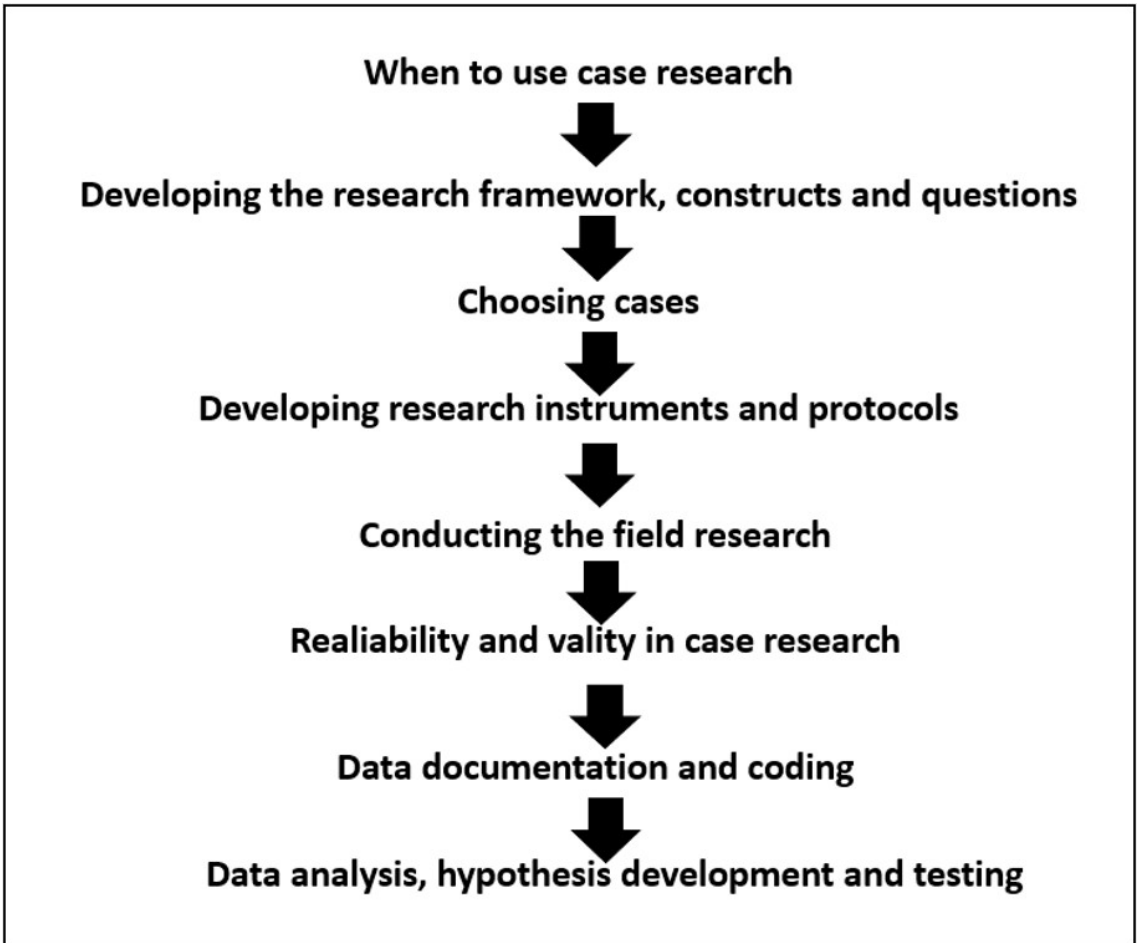 When to use case research
Developing the research framework, constructs and questions
Choosing cases
Developing research instruments and protocols
Conducting the field research
Realiability and vality in case research
Data documentation and coding
Data analysis, hypothesis development and testing